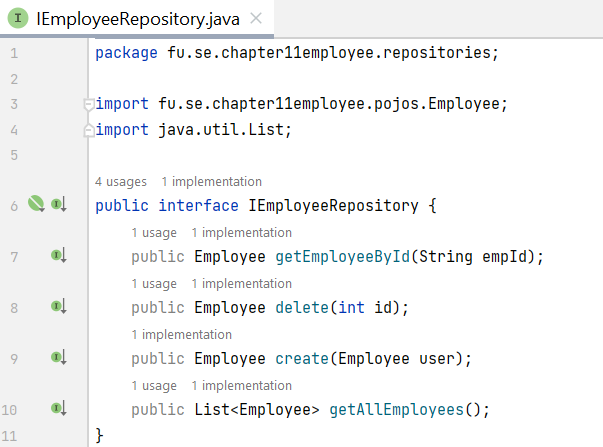 I IEmployeeRepository.java ×
1 package fu.se.chapter11employee.repositories;
2
3 import fu.se.chapter11employee.pojos.Employee;
4 import java.util.List;
5
4 usages 1 implementation
6 I public interface IEmployeeRepository {
1 usage 1 implementation
7 I public Employee getEmployeeById(String empId);
1 usage 1 implementation
8 I public Employee delete(int id);
1 implementation
9 I public Employee create(Employee user);
1 usage 1 implementation
10 I public List<Employee> getAllEmployees();
11 }